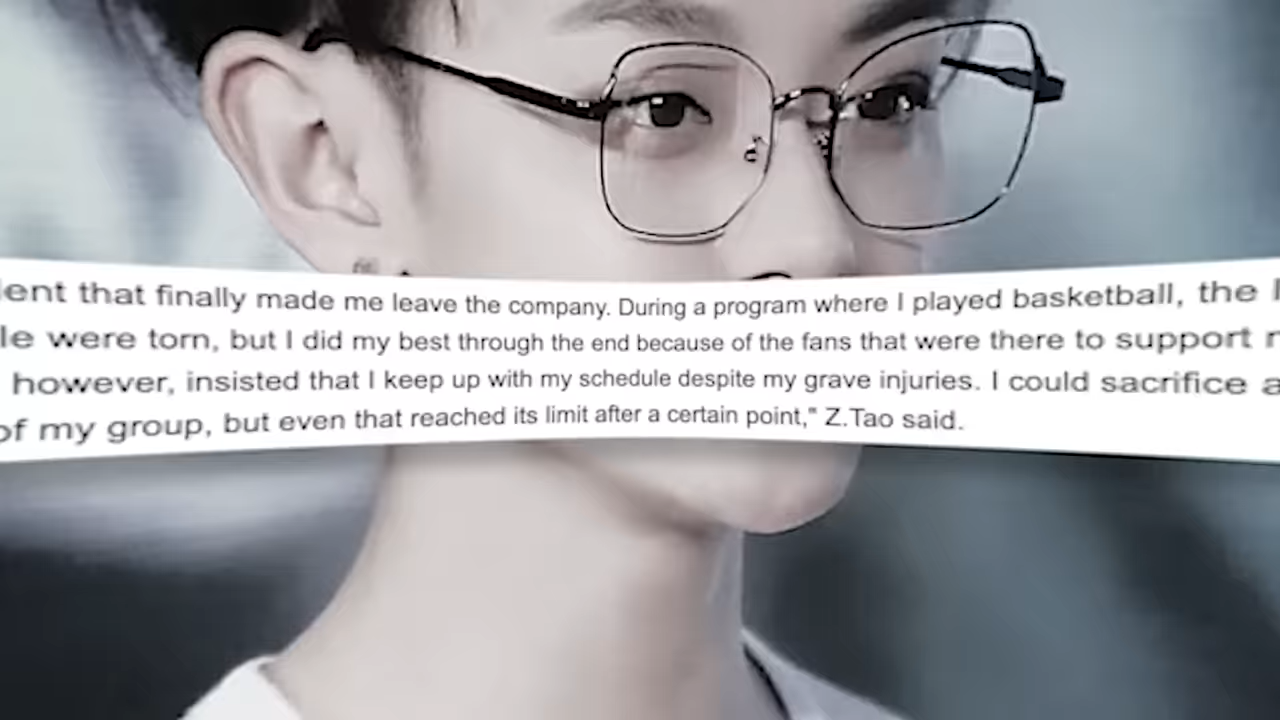 that finally made me leave the company. During a program where I played basketball, the
were torn, but I did my best through the end because of the fans that were there to support
however, insisted that I keep up with my schedule despite my grave injuries. I could sacrifice
of my group, but even that reached its limit after a certain point," Z.Tao said.